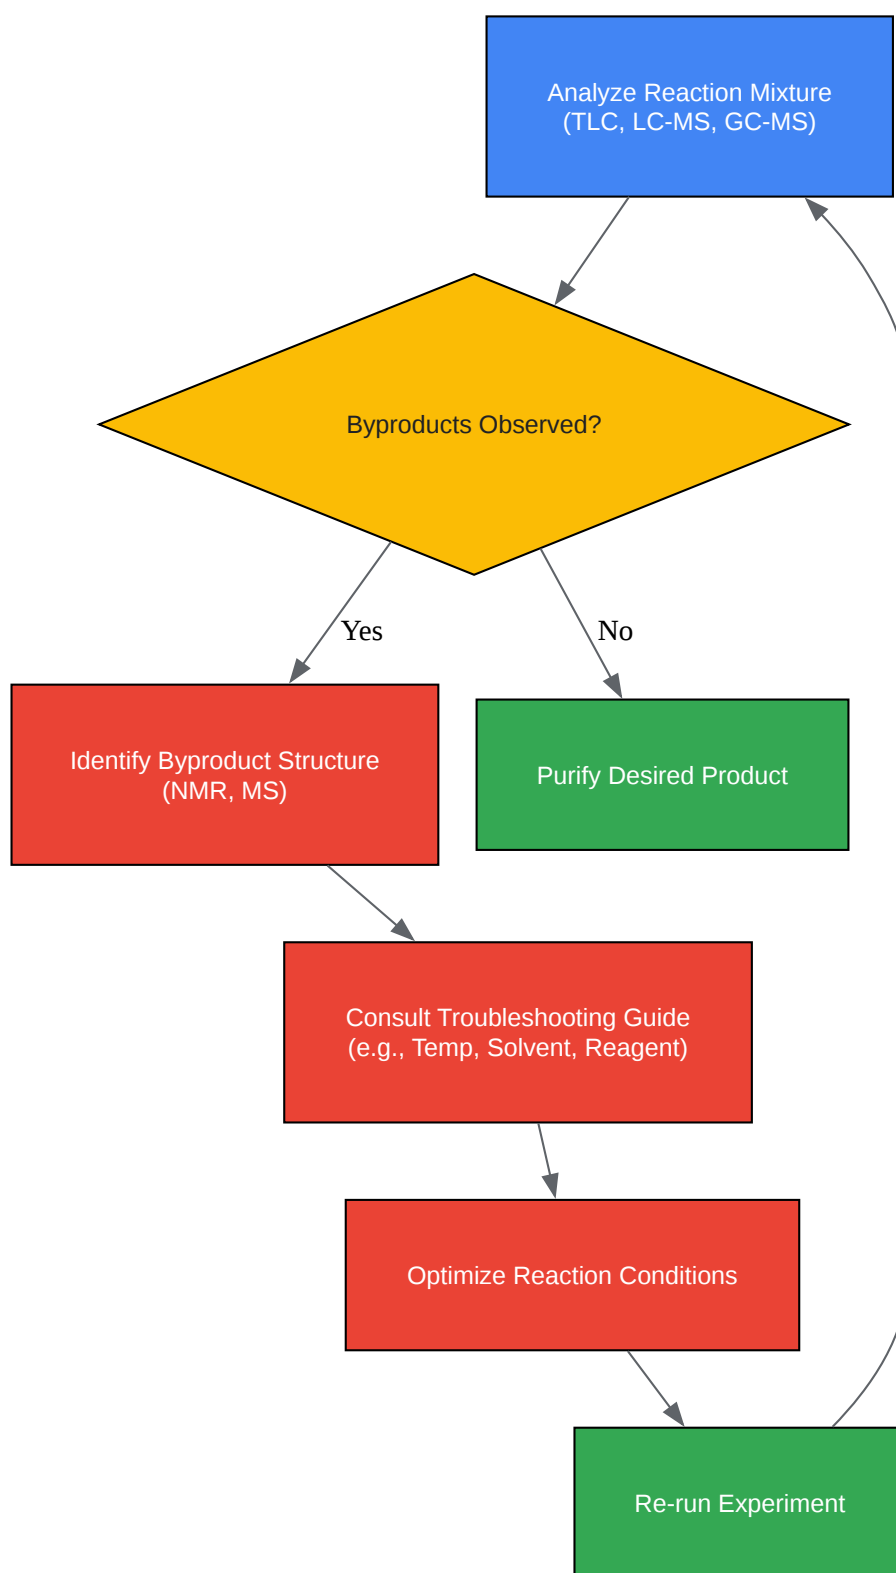 Analyze Reaction Mixture
(TLC, LC-MS, GC-MS)
Byproducts Observed?
Yes
No
Identify Byproduct Structure
(NMR, MS)
Purify Desired Product
Consult Troubleshooting Guide
(e.g., Temp, Solvent, Reagent)
Optimize Reaction Conditions
Re-run Experiment